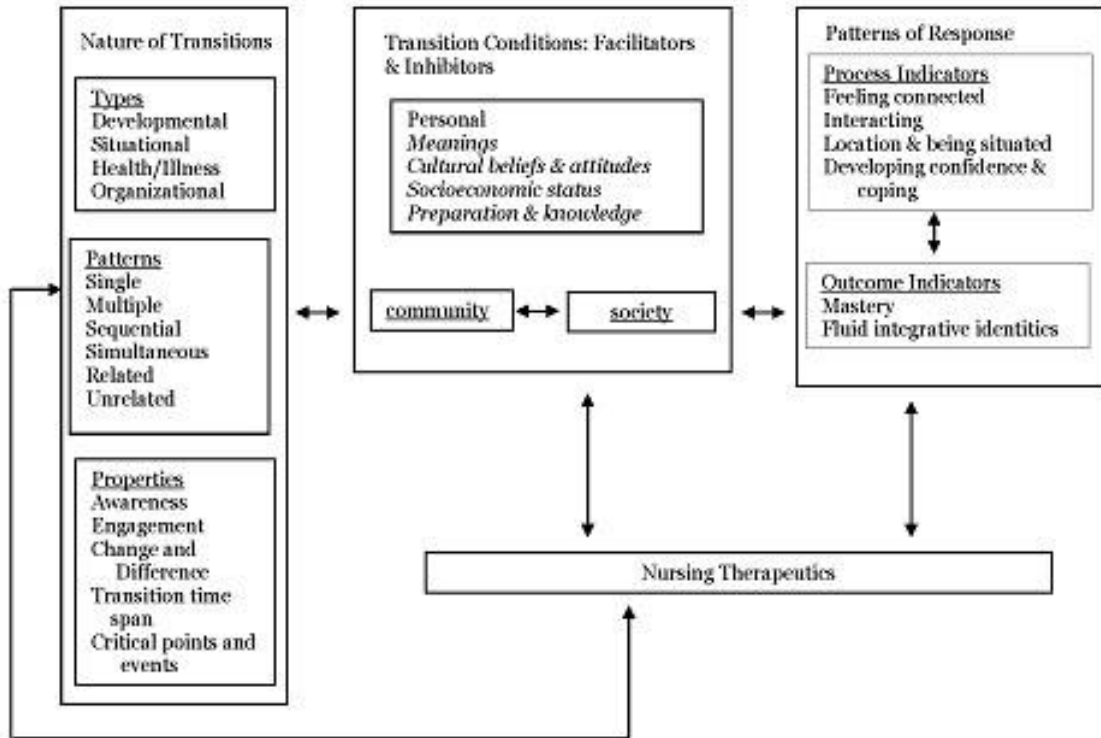 Nature of Transitions
Types
Developmental
Situational
Health/Illness
Organizational
Patterns
Single
Multiple
Sequential
Simultaneous
Related
Unrelated
Properties
Awareness
Engagement
Change and
Difference
Transition time
span
Critical points and
events
Transition Conditions: Facilitators
& Inhibitors
Personal
Meanings
Cultural beliefs & attitudes
Socioeconomic status
Preparation & knowledge
community
society
Patterns of Response
Process Indicators
Feeling connected
Interacting
Location & being situated
Developing confidence &
coping
Outcome Indicators
Mastery
Fluid integrative identities
Nursing Therapeutics